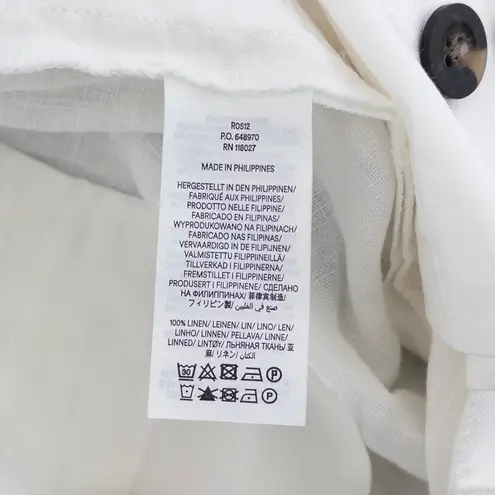 R0512
P.O. 648970
RN 118027
MADE IN PHILIPPINES
HERGESTELLT IN DEN PHILIPPINEN/
FABRIQUÉ AUX PHILIPPINES/
PRODOTTO NELLE FILIPPINE/
FABRICADO EN FILIPINAS/
WYPRODUKOWANO NA FILIPINACH/
FABRICADO NAS FILIPINAS/
VERVAARDIGD IN DE FILIPIJNEN/
VALMISTETTU FILIPPIINEILLÄ/
TILLVERKAD I FILIPPINERNA/
FREMSTILLET I FILIPPINERNE/
PRODUSERT I FILIPPINENE/ СДЕЛАНО
НА ФИЛИППИНАХ/ 菲律宾制造/
フィリピン製/ صنع في الفلبين
100% LINEN/ LEINEN/ LIN/ LINO/ LEN/
LINHO/ LINNEN/ PELLAVA/ LINNE/
LINNED/ LINTØY/ ЛЬНЯНАЯ ТКАНЬ/ 亚
麻/ リネン/ الكتان
30 P
P